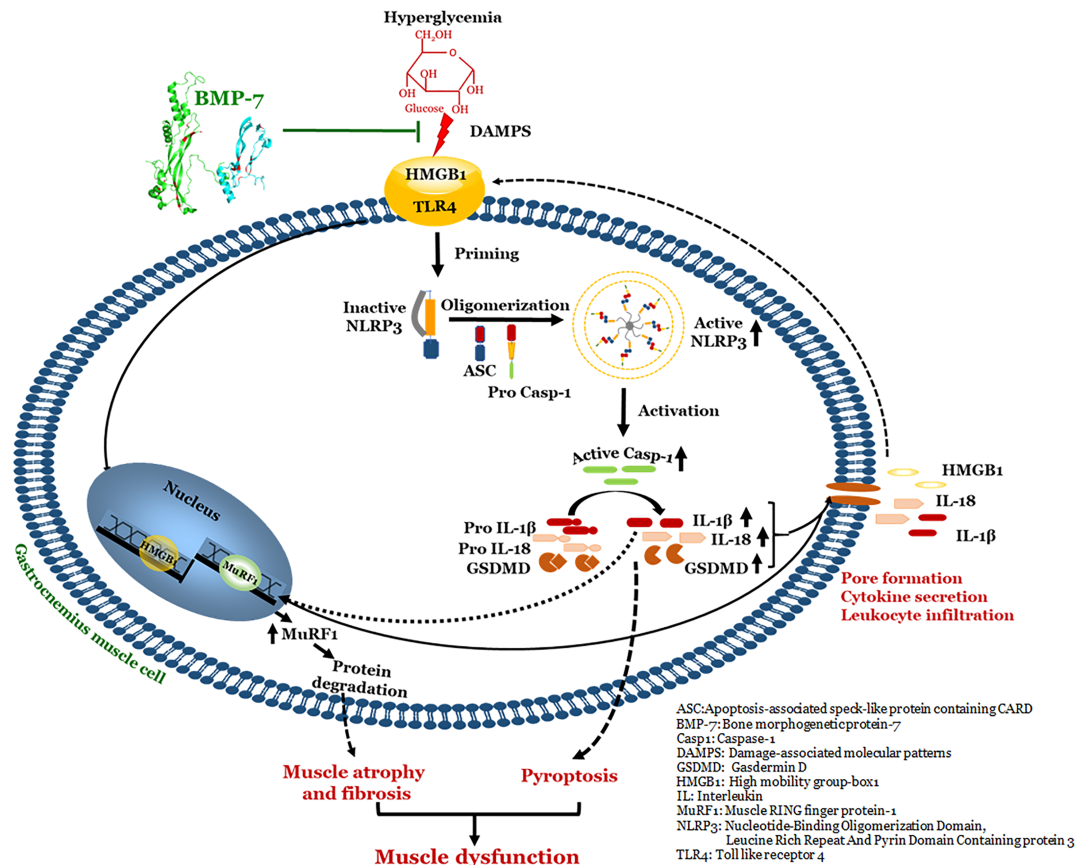 Hyperglycemia
CH₂OH
O
OH
OH
OH
OH
Glucose
BMP-7
DAMPS
HMGB1
TLR4
Priming
Inactive
NLRP3
Oligomerization
ASC
Pro Casp-1
Active
NLRP3
Activation
Active Casp-1
Nucleus
HMGB1
MuRF1
Pro IL-1β
Pro IL-18
GSDMD
IL-1β
IL-18
GSDMD
HMGB1
IL-18
IL-1β
Pore formation
Cytokine secretion
Leukocyte infiltration
Gastrocnemius muscle cell
MuRF1
Protein
degradation
Muscle atrophy
and fibrosis
Pyroptosis
Muscle dysfunction
ASC:Apoptosis-associated speck-like protein containing CARD
BMP-7: Bone morphogenetic protein-7
Casp1: Caspase-1
DAMPS: Damage-associated molecular patterns
GSDMD: Gasdermin D
HMGB1: High mobility group-box1
IL: Interleukin
MuRF1: Muscle RING finger protein-1
NLRP3: Nucleotide-Binding Oligomerization Domain,
Leucine Rich Repeat And Pyrin Domain Containing protein 3
TLR4: Toll like receptor 4